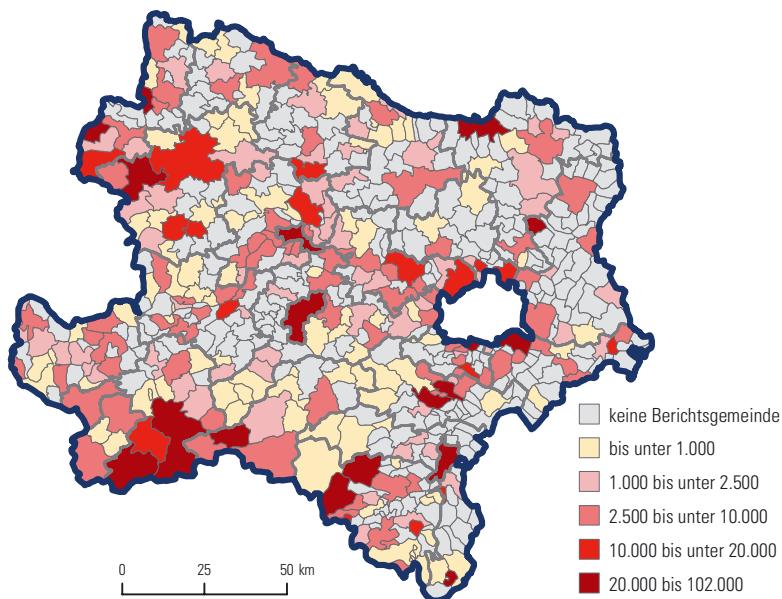 keine Berichtsgemeinde
bis unter 1.000
1.000 bis unter 2.500
2.500 bis unter 10.000
10.000 bis unter 20.000
20.000 bis 102.000
0 25 50 km